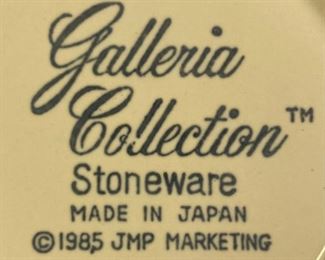 Galleria
Collection™
Stoneware
MADE IN JAPAN
©1985 JMP MARKETING